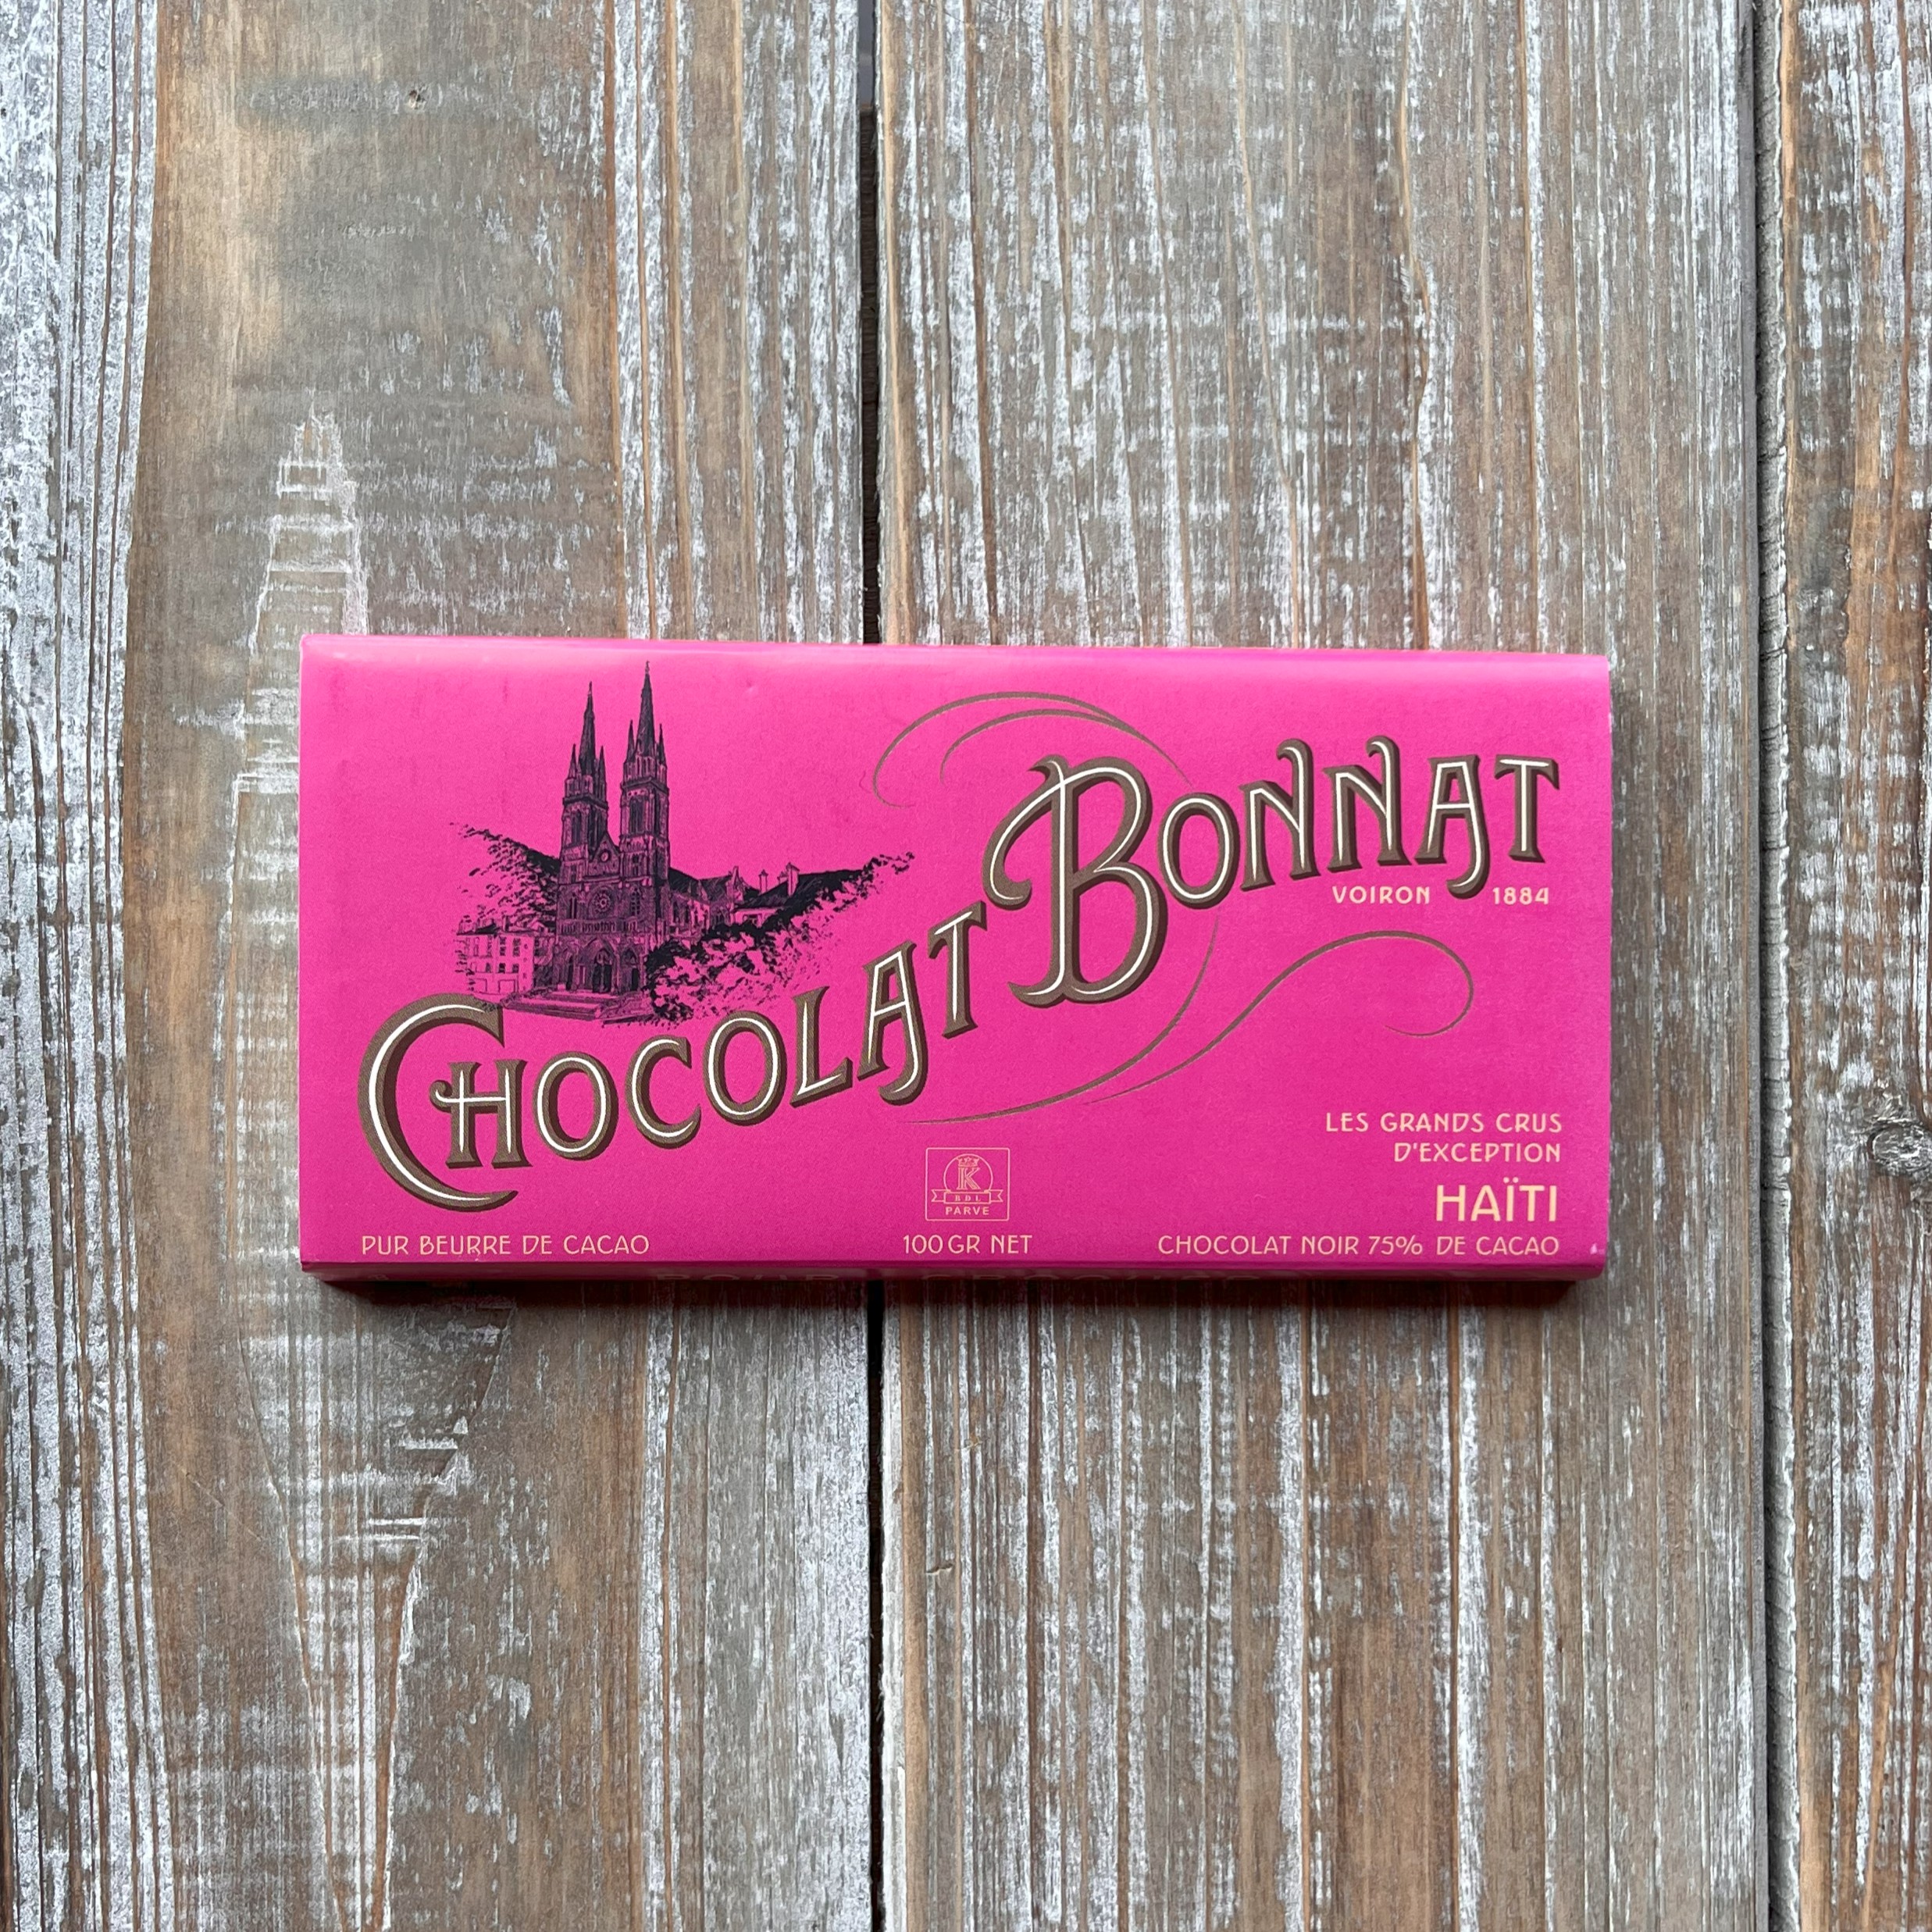 CHOCOLAT BONNAT
VOIRON 1884
LES GRANDS CRUS
D'EXCEPTION
HAÏTI
K
BDL
PARVE
PUR BEURRE DE CACAO
100 GR NET
CHOCOLAT NOIR 75% DE CACAO